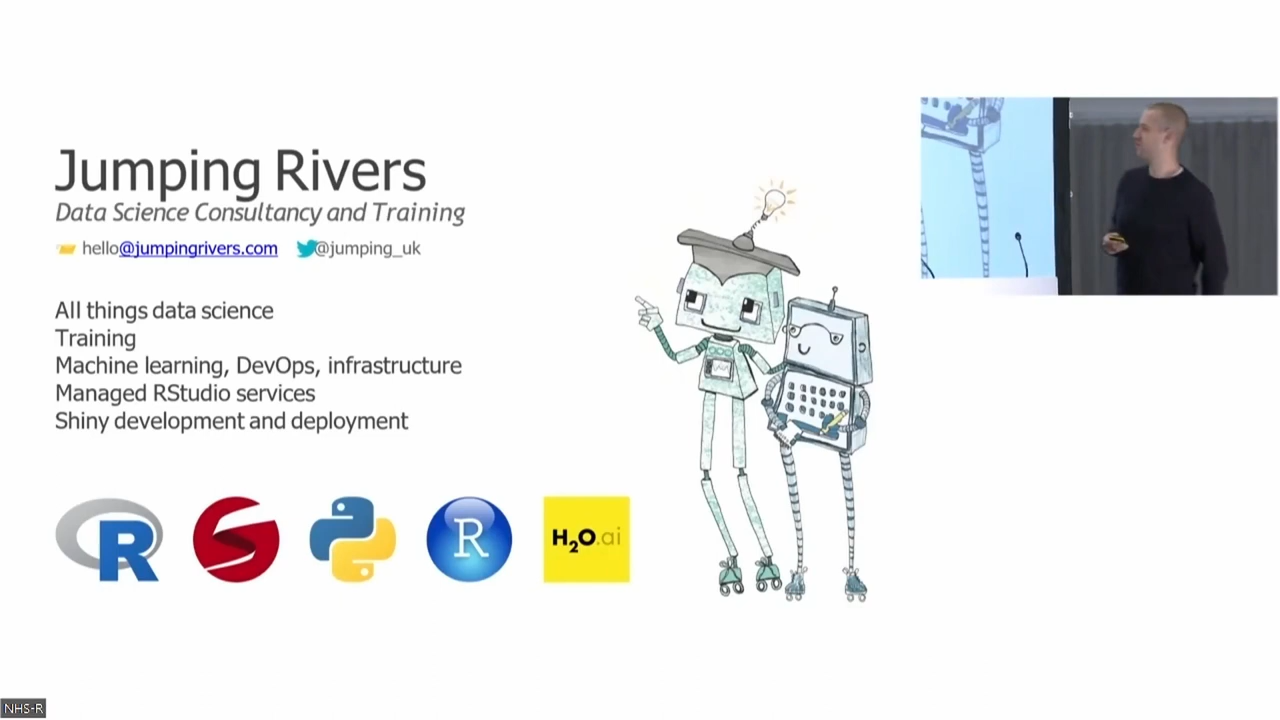 Jumping Rivers
Data Science Consultancy and Training
hello@jumpingrivers.com @jumping_uk
All things data science
Training
Machine learning, DevOps, infrastructure
Managed RStudio services
Shiny development and deployment
R S R H2O.ai
NHS-R